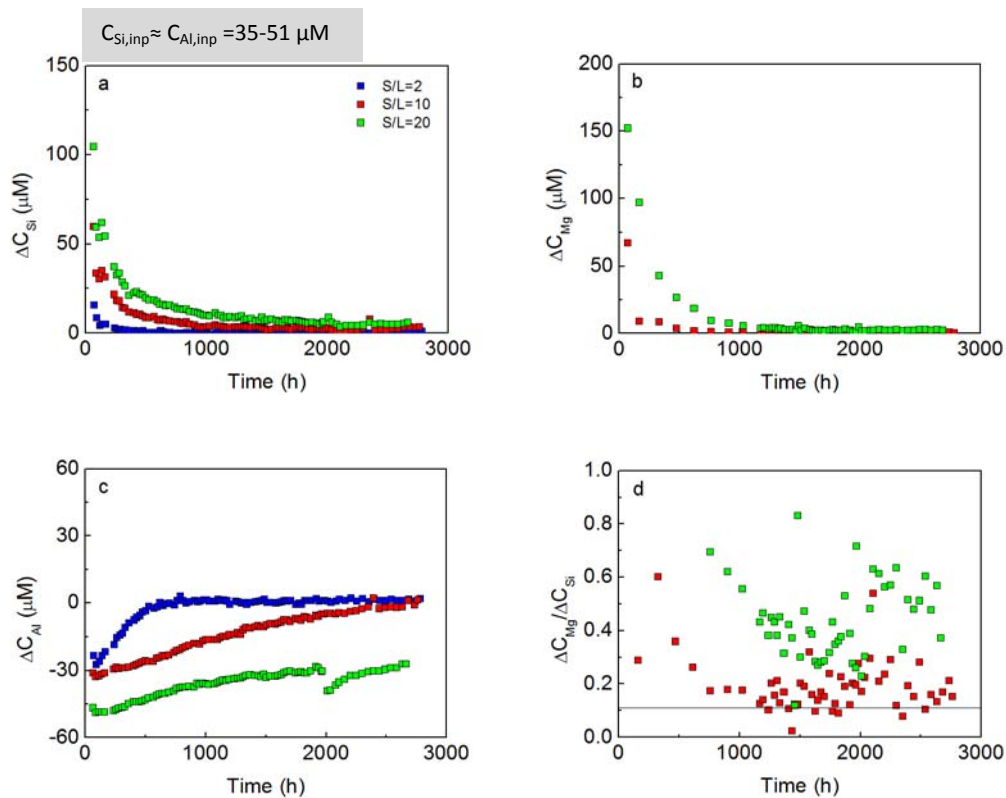 C_Si,inp≈ C_Al,inp =35-51 µM
150
100
50
0
ΔC_Si (µM)
a
S/L=2
S/L=10
S/L=20
0 1000 2000 3000
Time (h)
200
150
100
50
0
ΔC_Mg (µM)
b
0 1000 2000 3000
Time (h)
60
30
0
-30
-60
ΔC_Al (µM)
c
0 1000 2000 3000
Time (h)
1.0
0.8
0.6
0.4
0.2
0.0
ΔC_Mg/ΔC_Si
d
0 1000 2000 3000
Time (h)